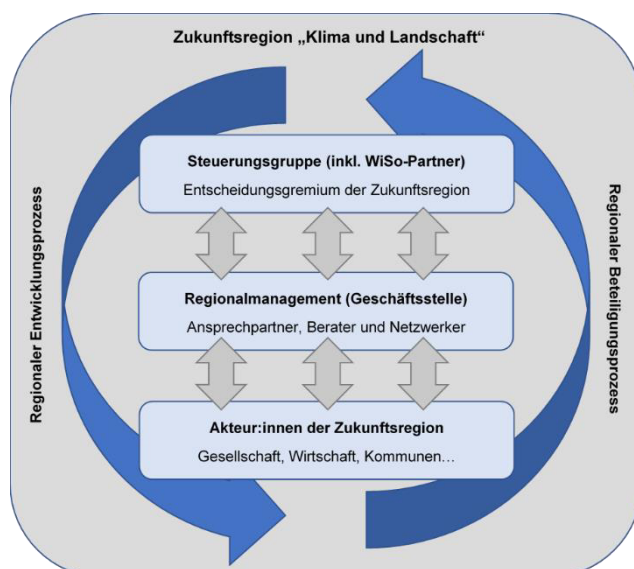 Zukunftsregion „Klima und Landschaft“
Steuerungsgruppe (inkl. WiSo-Partner)
Entscheidungsgremium der Zukunftsregion
Regionaler Entwicklungsprozess
Regionaler Beteiligungsprozess
Regionalmanagement (Geschäftsstelle)
Ansprechpartner, Berater und Netzwerker
Akteur:innen der Zukunftsregion
Gesellschaft, Wirtschaft, Kommunen…